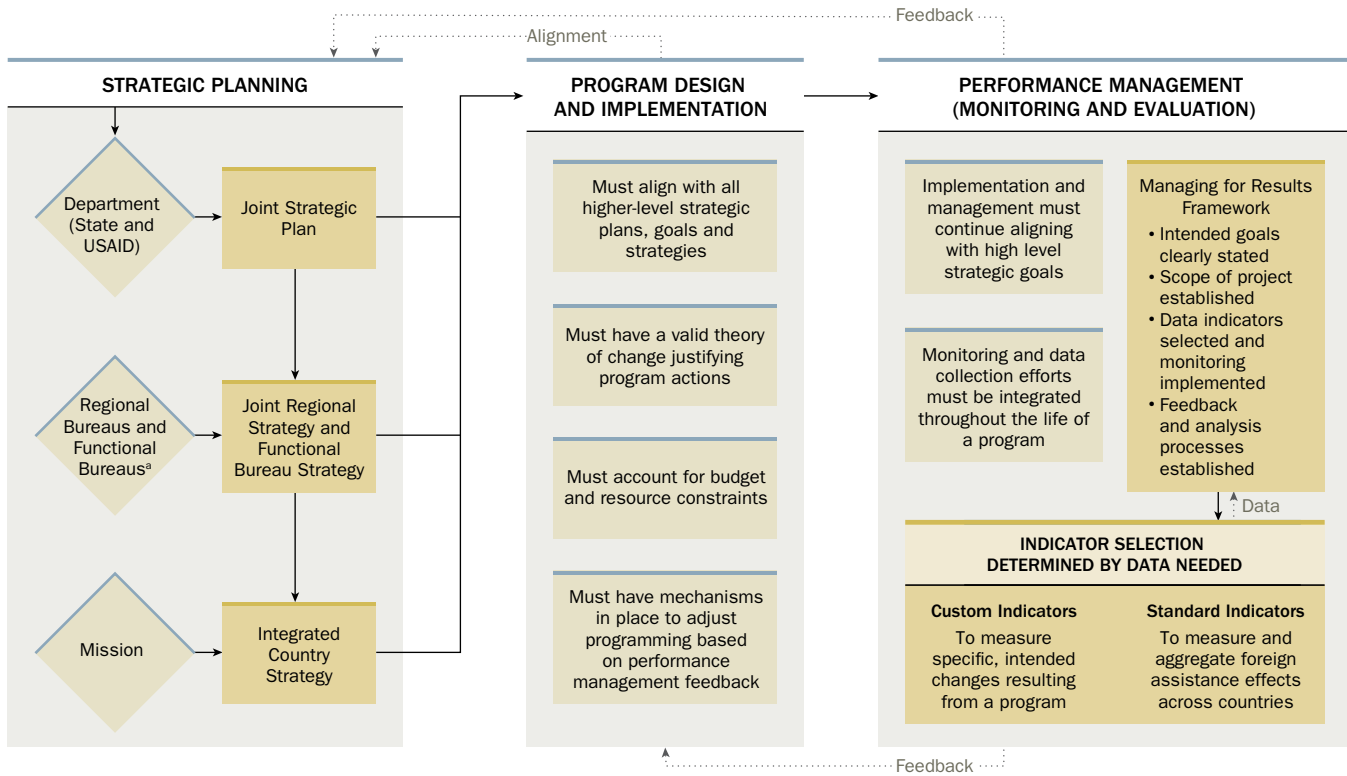 Feedback
Alignment
STRATEGIC PLANNING
Department
(State and
USAID)
Joint Strategic
Plan
Regional
Bureaus and
Functional
Bureausᵃ
Joint Regional
Strategy and
Functional
Bureau Strategy
Mission
Integrated
Country
Strategy
PROGRAM DESIGN
AND IMPLEMENTATION
Must align with all
higher-level strategic
plans, goals and
strategies
Must have a valid theory
of change justifying
program actions
Must account for budget
and resource constraints
Must have mechanisms
in place to adjust
programming based
on performance
management feedback
PERFORMANCE MANAGEMENT
(MONITORING AND EVALUATION)
Implementation and
management must
continue aligning
with high level
strategic goals
Monitoring and data
collection efforts
must be integrated
throughout the life of
a program
Managing for Results
Framework
• Intended goals
clearly stated
• Scope of project
established
• Data indicators
selected and
monitoring
implemented
• Feedback
and analysis
processes
established
Data
INDICATOR SELECTION
DETERMINED BY DATA NEEDED
Custom Indicators
To measure
specific, intended
changes resulting
from a program
Standard Indicators
To measure and
aggregate foreign
assistance effects
across countries
Feedback